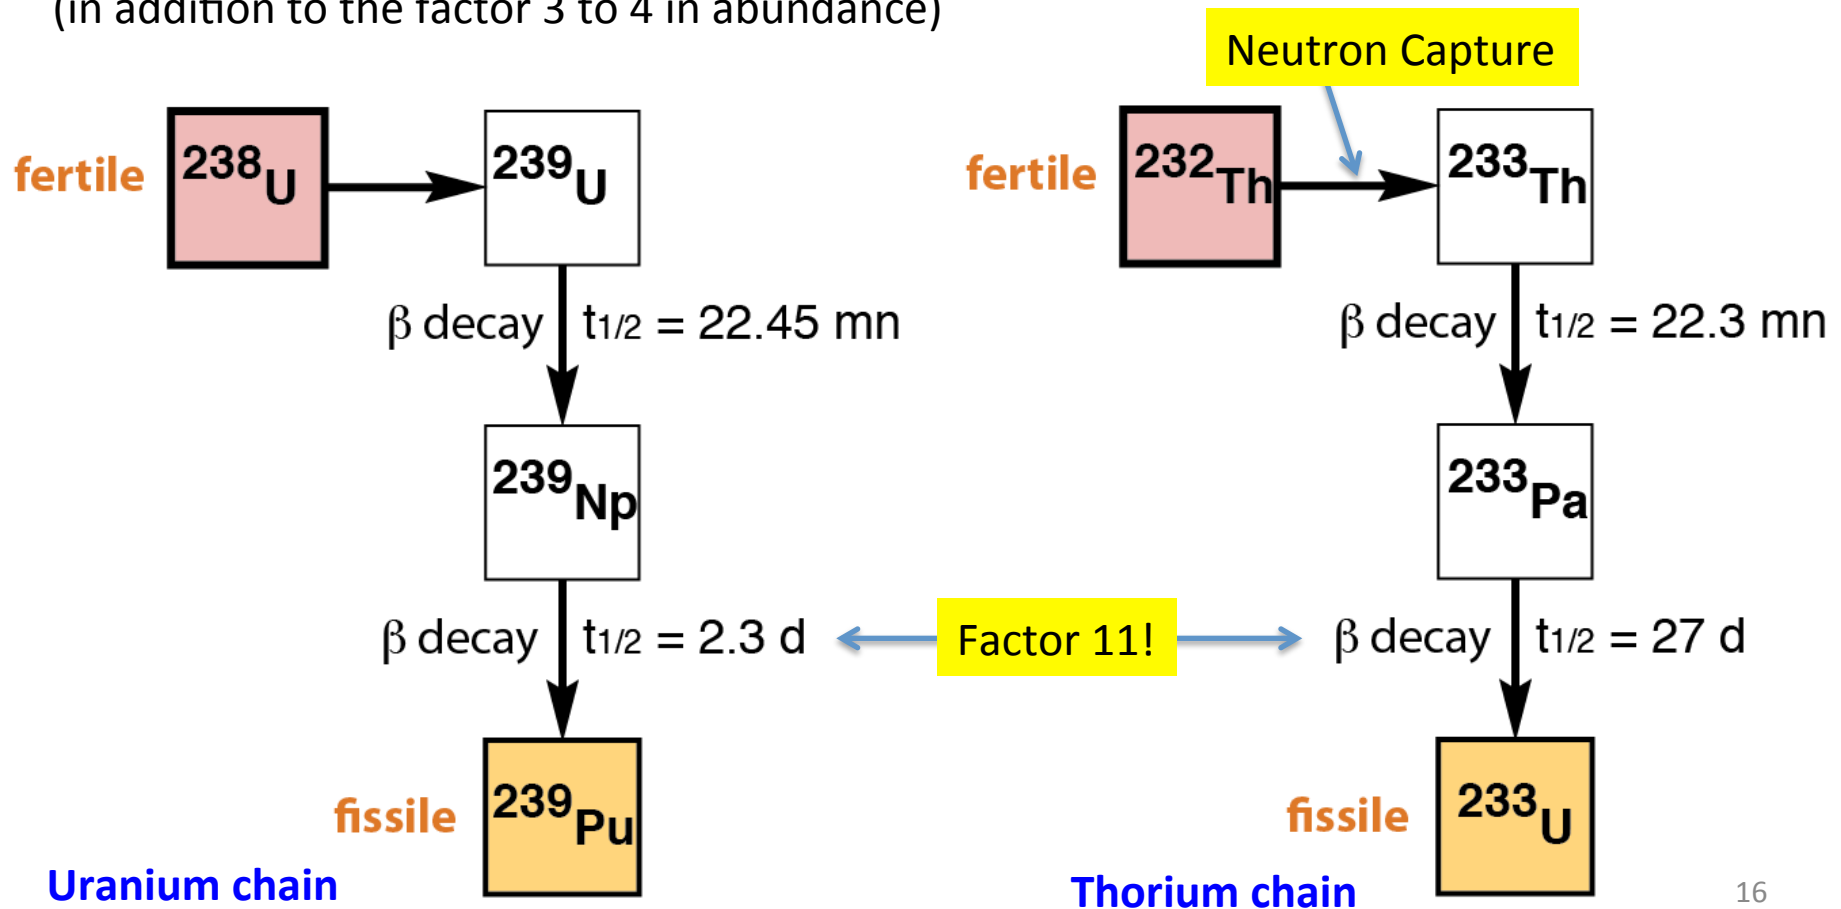 (in addition to the factor 3 to 4 in abundance)
Neutron Capture
fertile
238U
239U
β decay
t1/2 = 22.45 mn
239Np
β decay
t1/2 = 2.3 d
fissile
239Pu
Uranium chain
Factor 11!
fertile
232Th
233Th
β decay
t1/2 = 22.3 mn
233Pa
β decay
t1/2 = 27 d
fissile
233U
Thorium chain
16